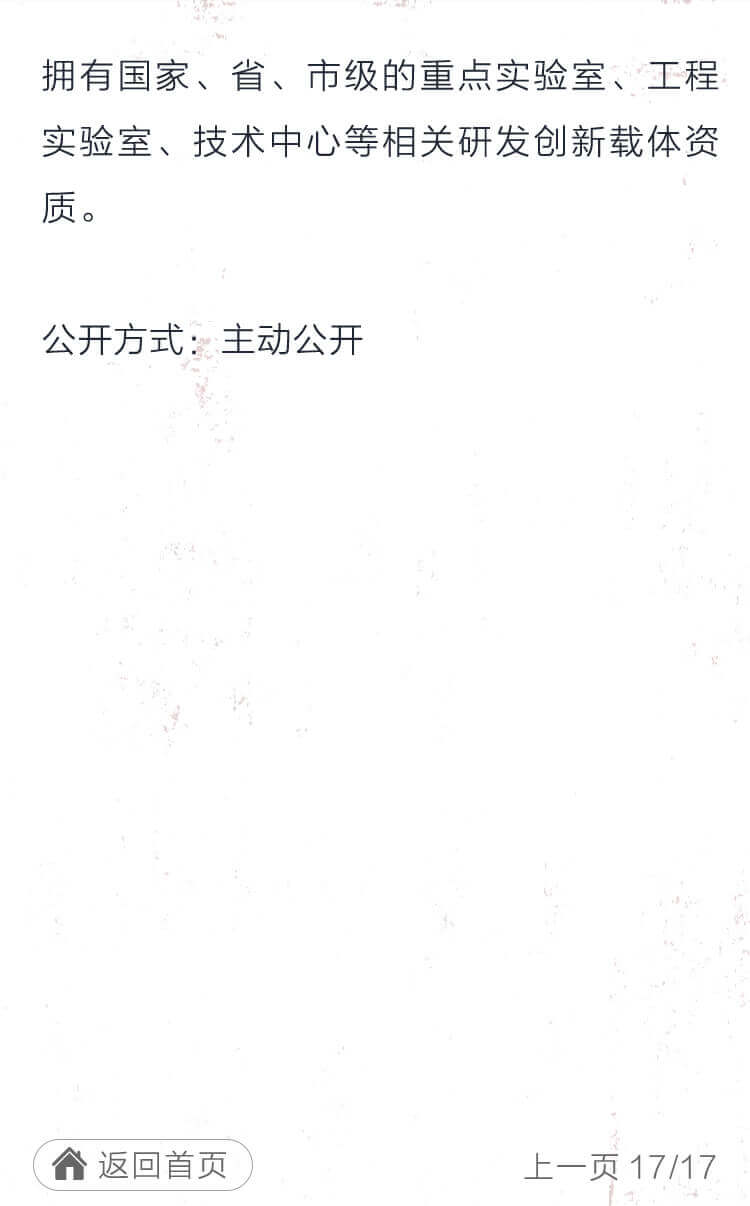 拥有国家、省、市级的重点实验室、工程
实验室、技术中心等相关研发创新载体资
质。
公开方式：主动公开
返回首页
上一页 17/17